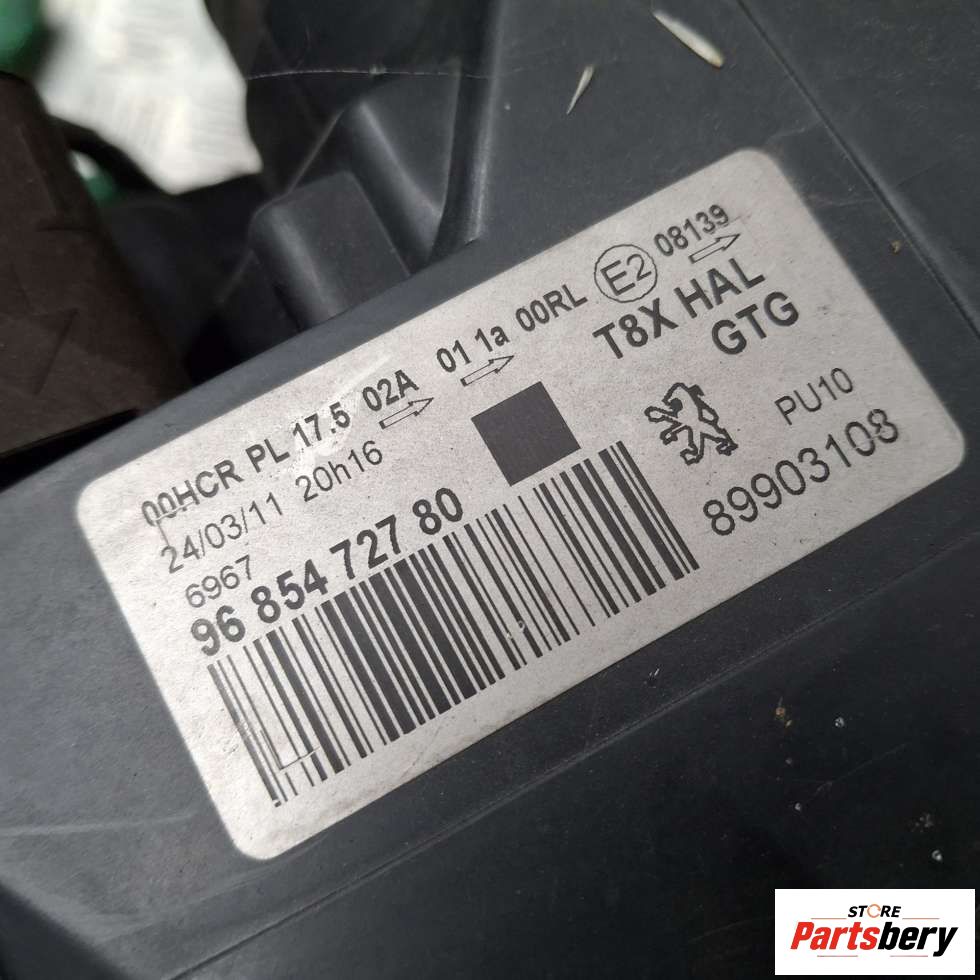 00HCR PL 17.5 02A 01 1a 00RL E2 08139
24/03/11 20h16
T8X HAL
6967
GTG
96 854 727 80
PU10
89903108
STORE
Partsbery